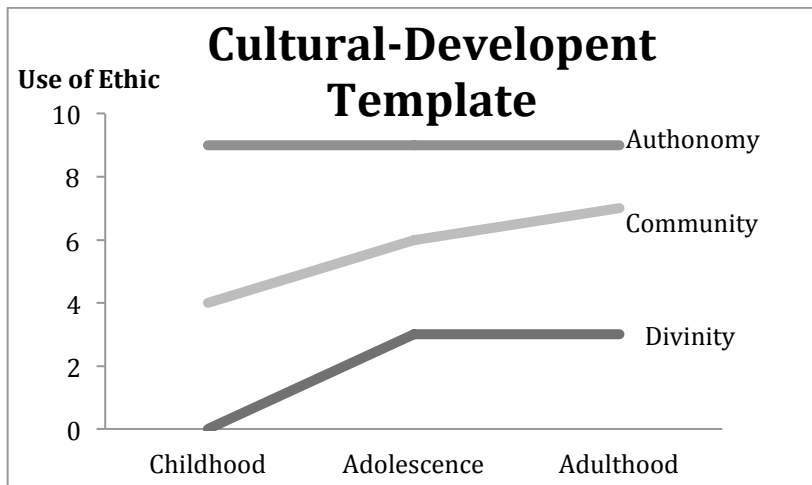 Cultural-Developent
Template
Use of Ethic
10
8
6
4
2
0
Authonomy
Community
Divinity
Childhood
Adolescence
Adulthood